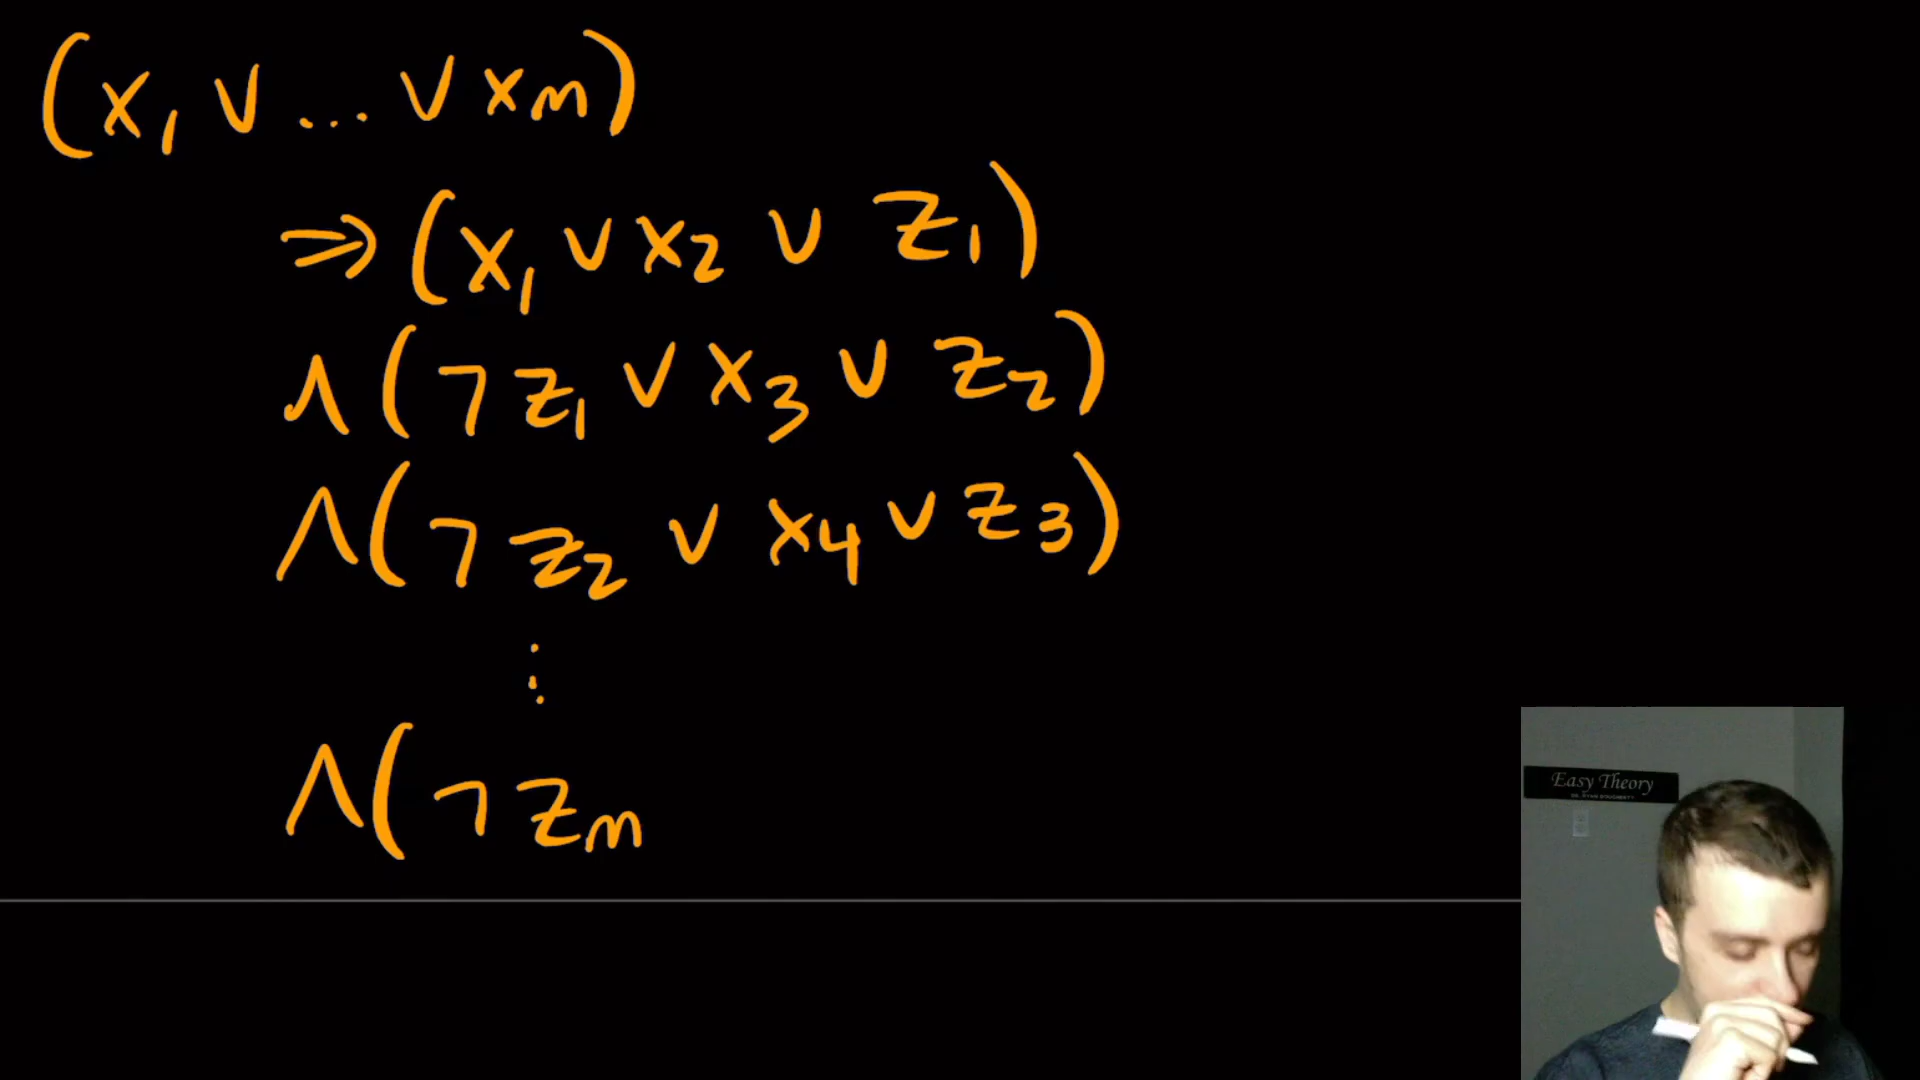 (x₁ ∨ ... ∨ xₘ)
⇒ (x₁ ∨ x₂ ∨ z₁)
∧ (¬z₁ ∨ x₃ ∨ z₂)
∧ (¬z₂ ∨ x₄ ∨ z₃)
⋮
∧ (¬zₘ
Easy Theory